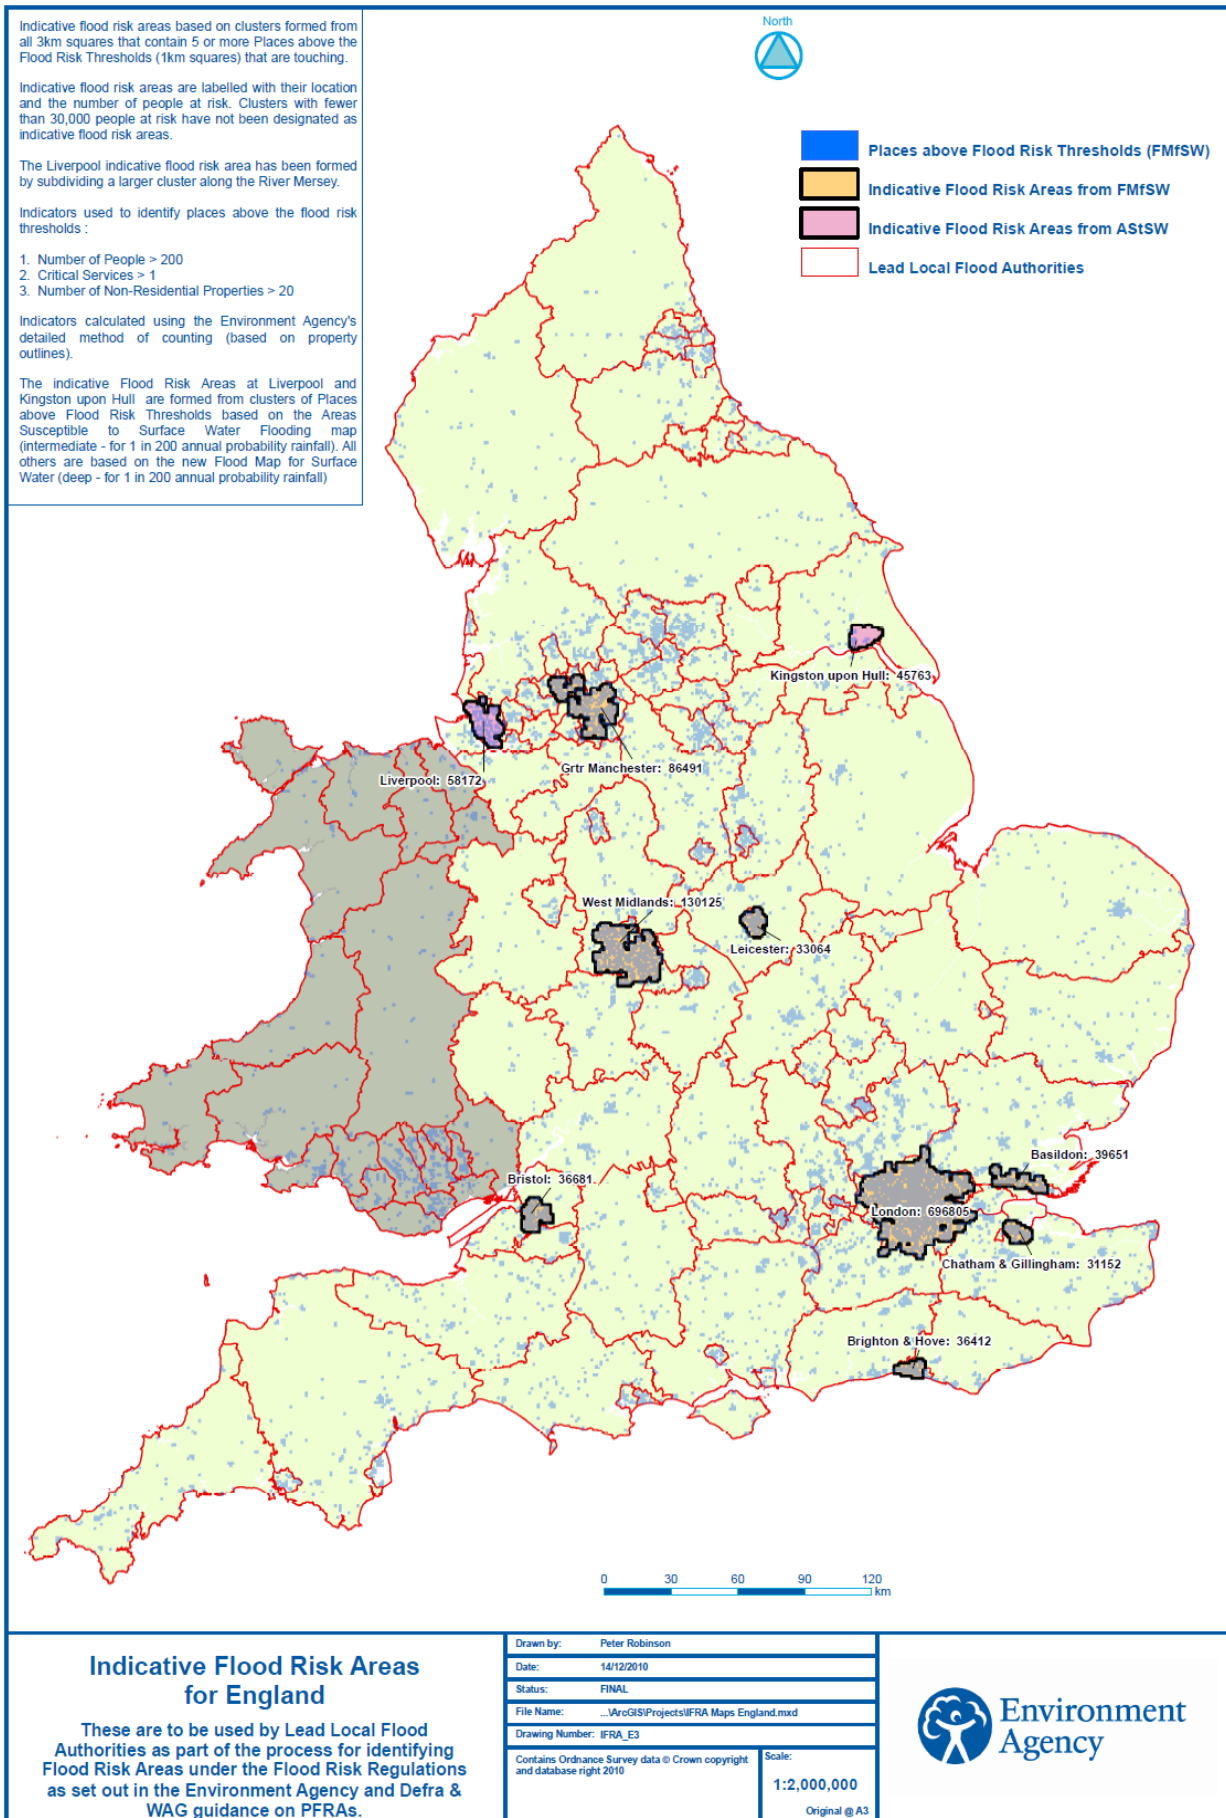 Indicative flood risk areas based on clusters formed from
all 3km squares that contain 5 or more Places above the
Flood Risk Thresholds (1km squares) that are touching.
Indicative flood risk areas are labelled with their location
and the number of people at risk. Clusters with fewer
than 30,000 people at risk have not been designated as
indicative flood risk areas.
The Liverpool indicative flood risk area has been formed
by subdividing a larger cluster along the River Mersey.
Indicators used to identify places above the flood risk
thresholds :
1. Number of People > 200
2. Critical Services > 1
3. Number of Non-Residential Properties > 20
Indicators calculated using the Environment Agency's
detailed method of counting (based on property
outlines).
The indicative Flood Risk Areas at Liverpool and
Kingston upon Hull are formed from clusters of Places
above Flood Risk Thresholds based on the Areas
Susceptible to Surface Water Flooding map
(intermediate - for 1 in 200 annual probability rainfall). All
others are based on the new Flood Map for Surface
Water (deep - for 1 in 200 annual probability rainfall)
North
Places above Flood Risk Thresholds (FMfSW)
Indicative Flood Risk Areas from FMfSW
Indicative Flood Risk Areas from AStSW
Lead Local Flood Authorities
Kingston upon Hull: 45763
Grtr Manchester: 86491
Liverpool: 58172
West Midlands: 130125
Leicester: 33064
Basildon: 39651
Bristol: 36681
London: 696805
Chatham & Gillingham: 31152
Brighton & Hove: 36412
0 30 60 90 120
km
Indicative Flood Risk Areas
for England
These are to be used by Lead Local Flood
Authorities as part of the process for identifying
Flood Risk Areas under the Flood Risk Regulations
as set out in the Environment Agency and Defra &
WAG guidance on PFRAs.
Drawn by: Peter Robinson
Date: 14/12/2010
Status: FINAL
File Name: ...\ArcGIS\Projects\IFRA Maps England.mxd
Drawing Number: IFRA_E3
Contains Ordnance Survey data © Crown copyright
and database right 2010
Scale:
1:2,000,000
Original @ A3
Environment
Agency